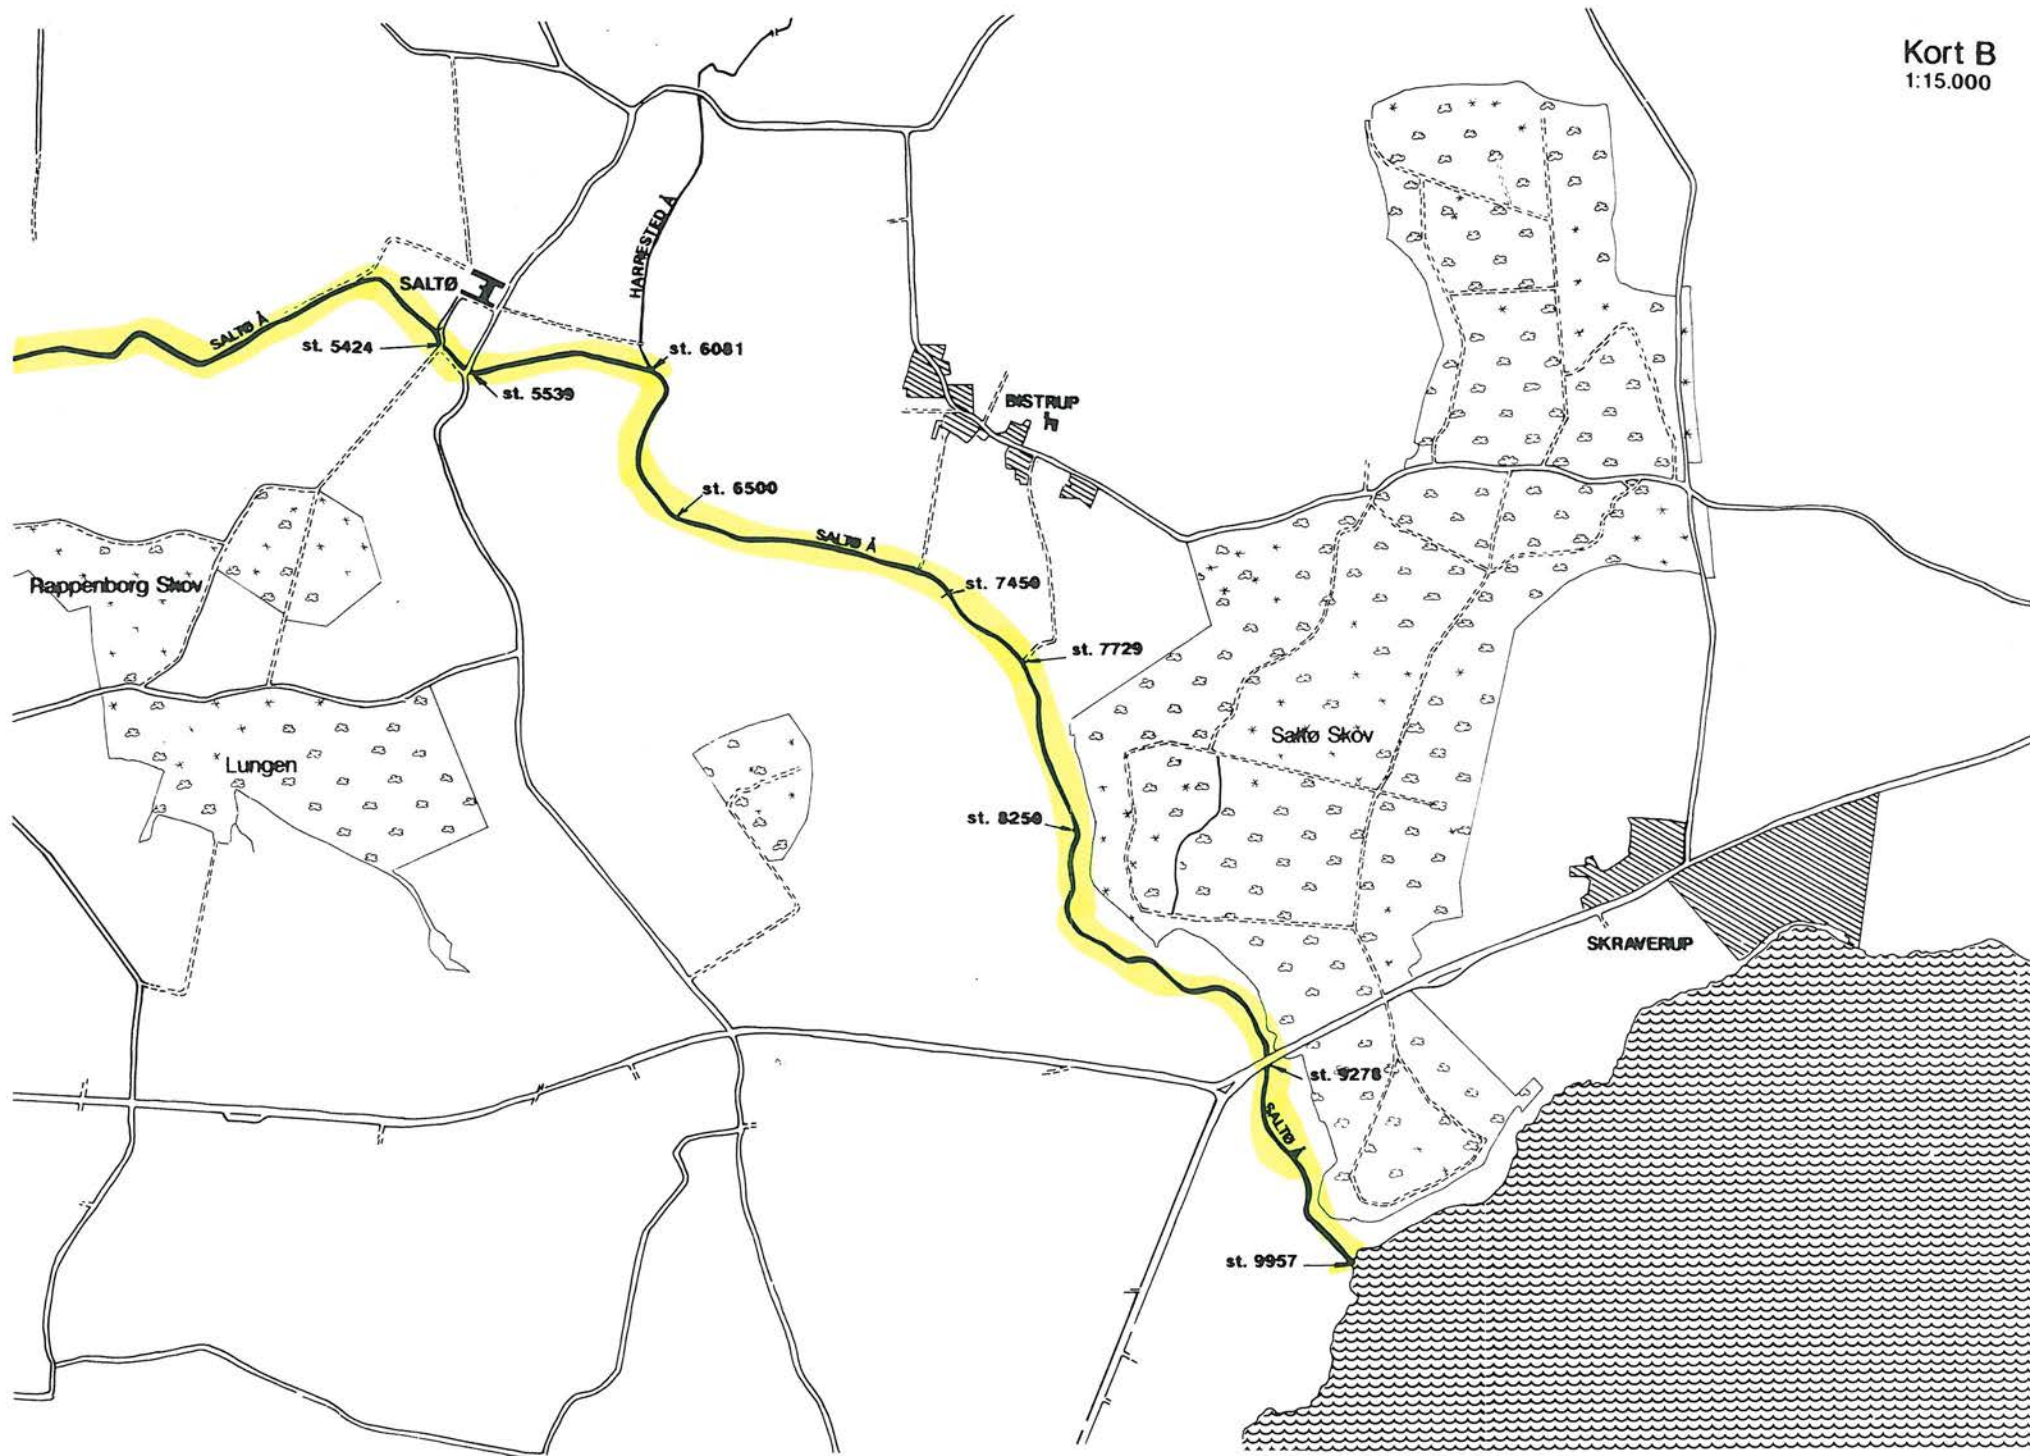 Kort B
1:15.000
HARRESTED Å
SALTØ
SALTØ Å
st. 5424
st. 6081
st. 5539
BISTRUP
st. 6500
SALTØ Å
st. 7450
Rappenborg Skov
st. 7729
Saltø Skov
Lungen
st. 8250
SKRAVERUP
st. 9278
SALTØ Å
st. 9957